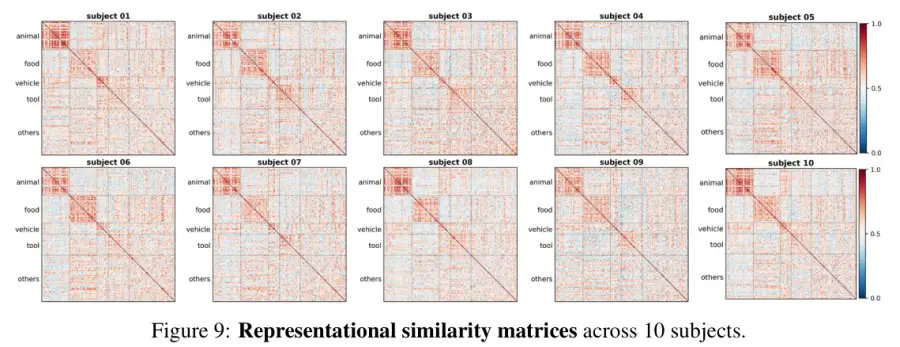 subject 01
subject 02
subject 03
subject 04
subject 05
animal
food
vehicle
tool
others
animal
food
vehicle
tool
others
animal
food
vehicle
tool
others
animal
food
vehicle
tool
others
animal
food
vehicle
tool
others
1.0
0.5
0.0
subject 06
subject 07
subject 08
subject 09
subject 10
animal
food
vehicle
tool
others
animal
food
vehicle
tool
others
animal
food
vehicle
tool
others
animal
food
vehicle
tool
others
animal
food
vehicle
tool
others
1.0
0.5
0.0
Figure 9: Representational similarity matrices across 10 subjects.